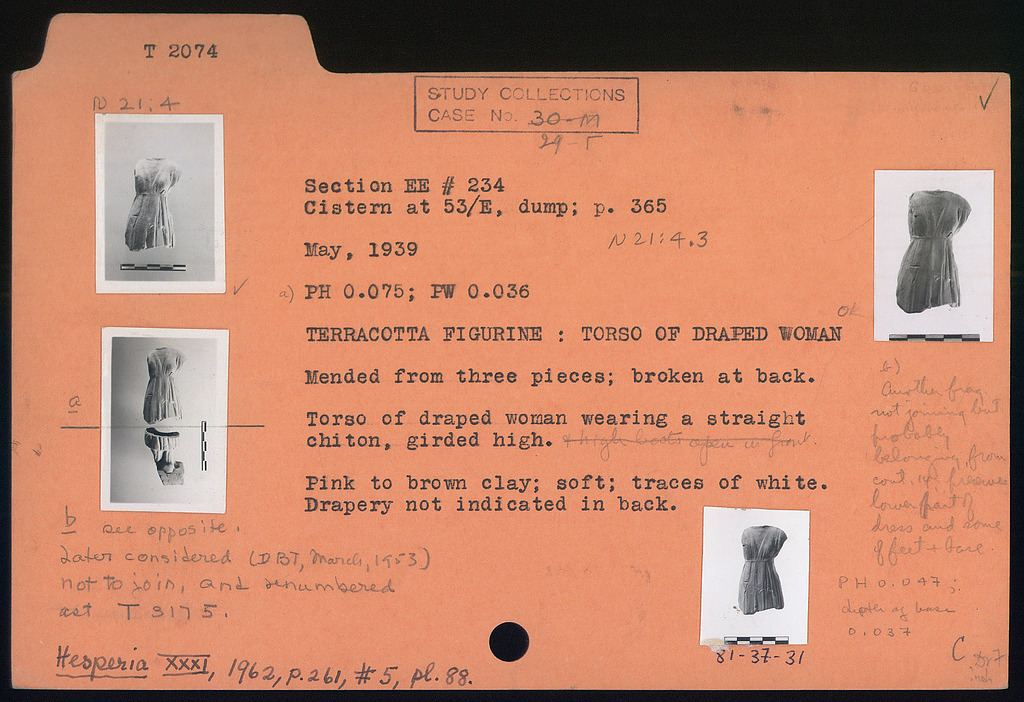 T 2074
N 21:4
STUDY COLLECTIONS
CASE No. 30-M
29-
Section EE # 234
Cistern at 53/E, dump; p. 365
N 21:4.3
May, 1939
a) PH 0.075; PW 0.036
OK
TERRACOTTA FIGURINE : TORSO OF DRAPED WOMAN
Mended from three pieces; broken at back.
Torso of draped woman wearing a straight
chiton, girded high. + high boots open in front.
Pink to brown clay; soft; traces of white.
Drapery not indicated in back.
a
b see opposite.
Later considered (DBT, March, 1953)
not to join, and renumbered
T 3175.
Hesperia XXXI, 1962, p.261, #5, pl. 88.
b)
Another frag.
not joining but
probably
belonging from
cont. preserves
lower part of
dress and some
of feet + base.
PH 0.047;
depth of base
0.037
81-37-31
C